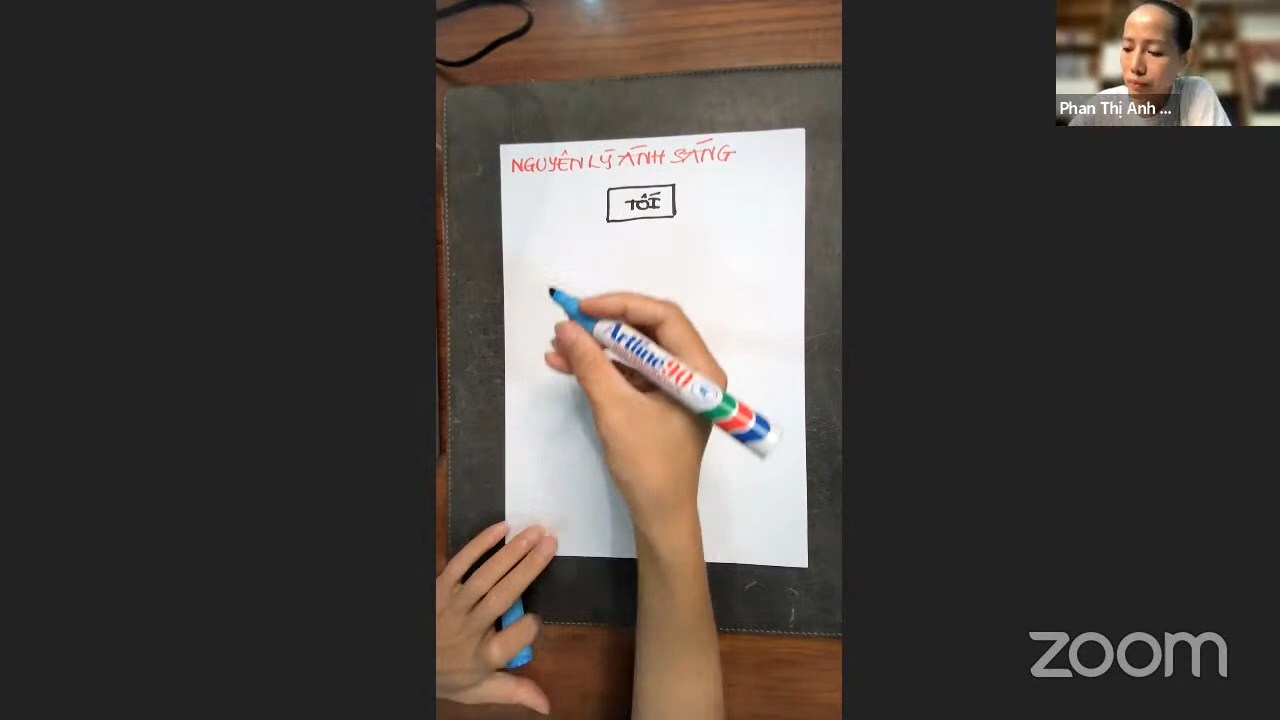 NGUYÊN LÝ ÁNH SÁNG
TỐI
Artline 90
Phan Thị Anh ...
zoom